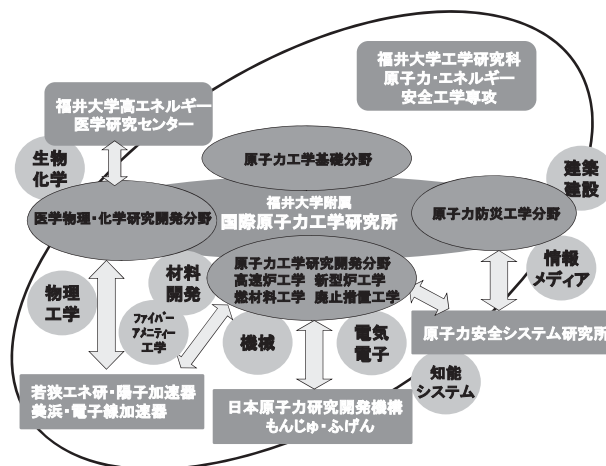 福井大学工学研究科
原子力・エネルギー
安全工学専攻
福井大学高エネルギー
医学研究センター
生物
化学
原子力工学基礎分野
建築
建設
福井大学附属
国際原子力工学研究所
医学物理・化学研究開発分野
原子力防災工学分野
原子力工学研究開発分野
高速炉工学 新型炉工学
燃材料工学 廃止措置工学
材料
開発
情報
メディア
物理
工学
ファイバー
アメニティー
工学
機械
電気
電子
原子力安全システム研究所
知能
システム
若狭エネ研・陽子加速器
美浜・電子線加速器
日本原子力研究開発機構
もんじゅ・ふげん